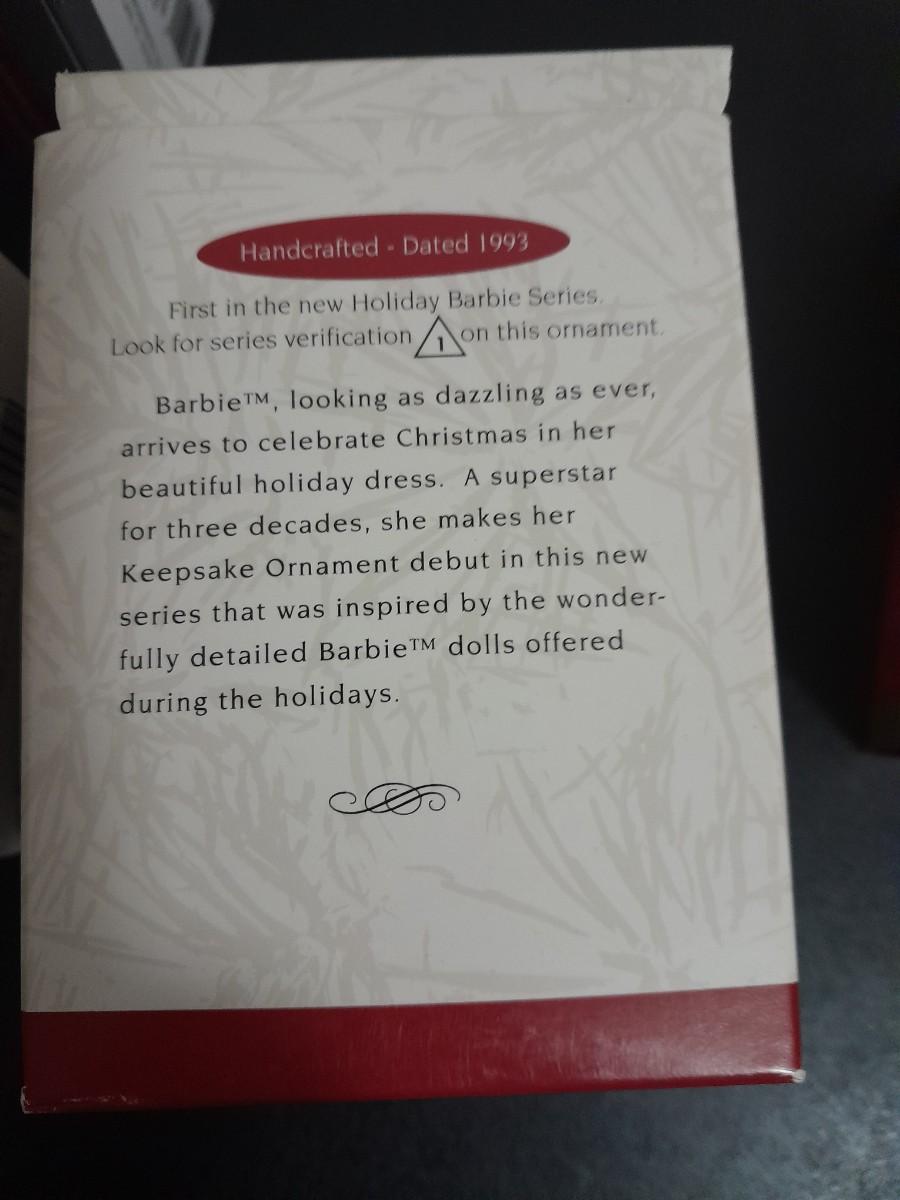 Handcrafted - Dated 1993
First in the new Holiday Barbie Series.
Look for series verification 1 on this ornament.
Barbie™, looking as dazzling as ever,
arrives to celebrate Christmas in her
beautiful holiday dress. A superstar
for three decades, she makes her
Keepsake Ornament debut in this new
series that was inspired by the wonder-
fully detailed Barbie™ dolls offered
during the holidays.